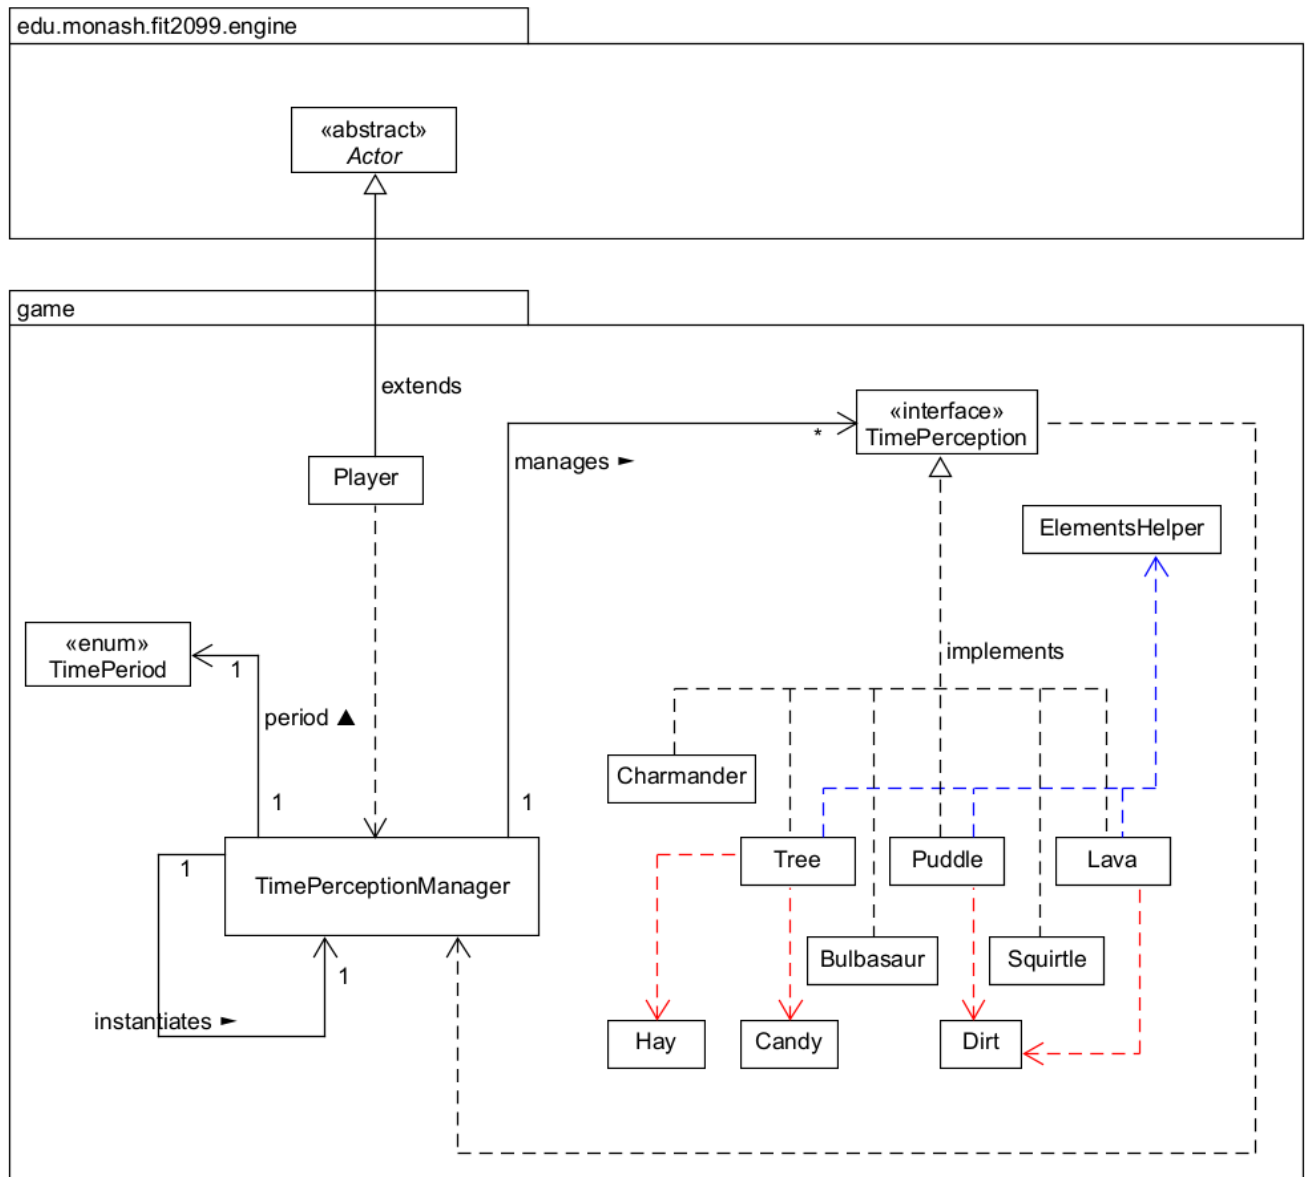 edu.monash.fit2099.engine
«abstract»
Actor
game
extends
«interface»
TimePerception
*
manages ►
Player
ElementsHelper
«enum»
TimePeriod
1
implements
period ▲
Charmander
1
1
Tree
Puddle
Lava
1
TimePerceptionManager
Bulbasaur
Squirtle
1
instantiates ►
Hay
Candy
Dirt